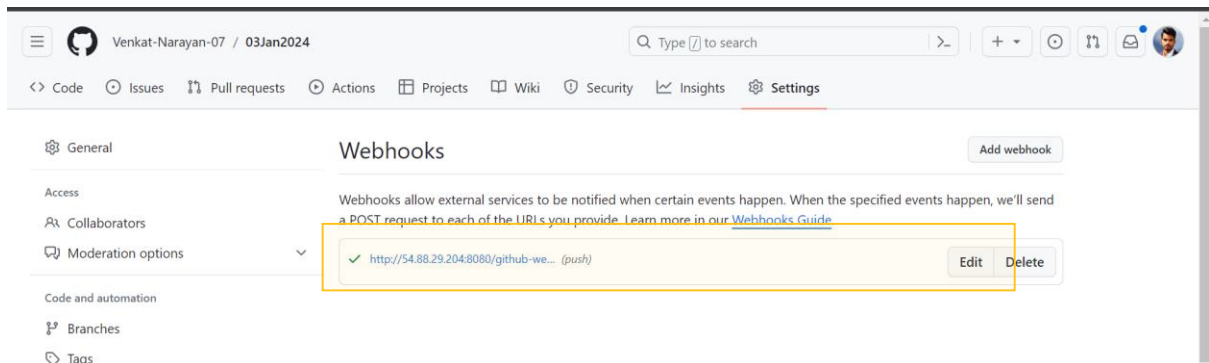 Venkat-Narayan-07 / 03Jan2024
Type / to search
Code Issues Pull requests Actions Projects Wiki Security Insights Settings
General
Webhooks
Add webhook
Access
Webhooks allow external services to be notified when certain events happen. When the specified events happen, we'll send
Collaborators
a POST request to each of the URLs you provide. Learn more in our Webhooks Guide
Moderation options
http://54.88.29.204:8080/github-we... (push)
Edit Delete
Code and automation
Branches
Tags